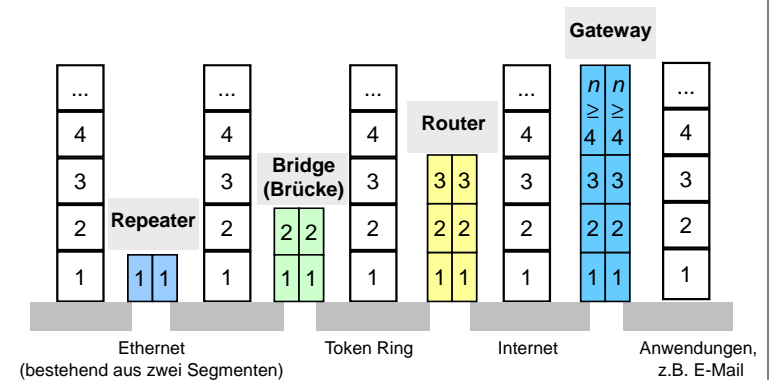 Gateway
... ... ... ... n n ...
≥ ≥
Router
4 4 4 4 4 4 4
Bridge
(Brücke)
3 3 3 3 3 3 3 3 3
Repeater
2 2 2 2 2 2 2 2 2 2 2
1 1 1 1 1 1 1 1 1 1 1 1 1
Ethernet
(bestehend aus zwei Segmenten)
Token Ring
Internet
Anwendungen,
z.B. E-Mail